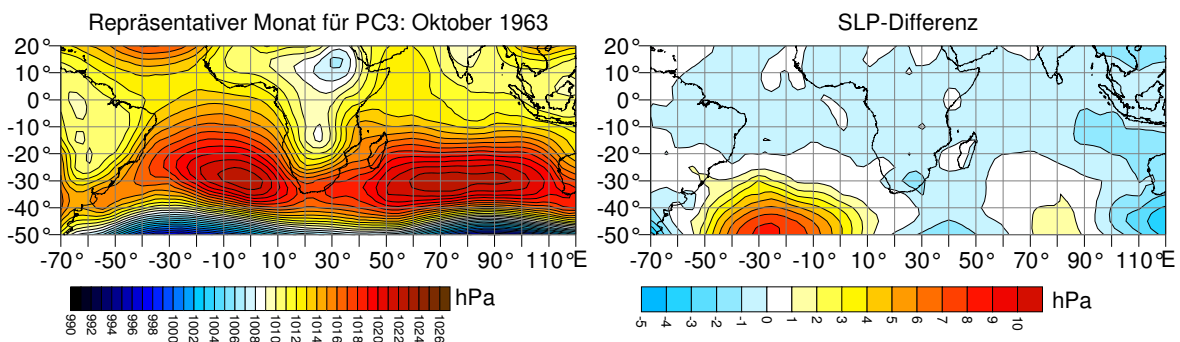 Repräsentativer Monat für PC3: Oktober 1963
SLP-Differenz
20°
10°
0°
-10°
-20°
-30°
-40°
-50°
-70° -50° -30° -10° 10° 30° 50° 70° 90° 110°E
20°
10°
0°
-10°
-20°
-30°
-40°
-50°
-70° -50° -30° -10° 10° 30° 50° 70° 90° 110°E
990 992 994 996 998 1000 1002 1004 1006 1008 1010 1012 1014 1016 1018 1020 1022 1024 1026 hPa
-5 -4 -3 -2 -1 0 1 2 3 4 5 6 7 8 9 10 hPa